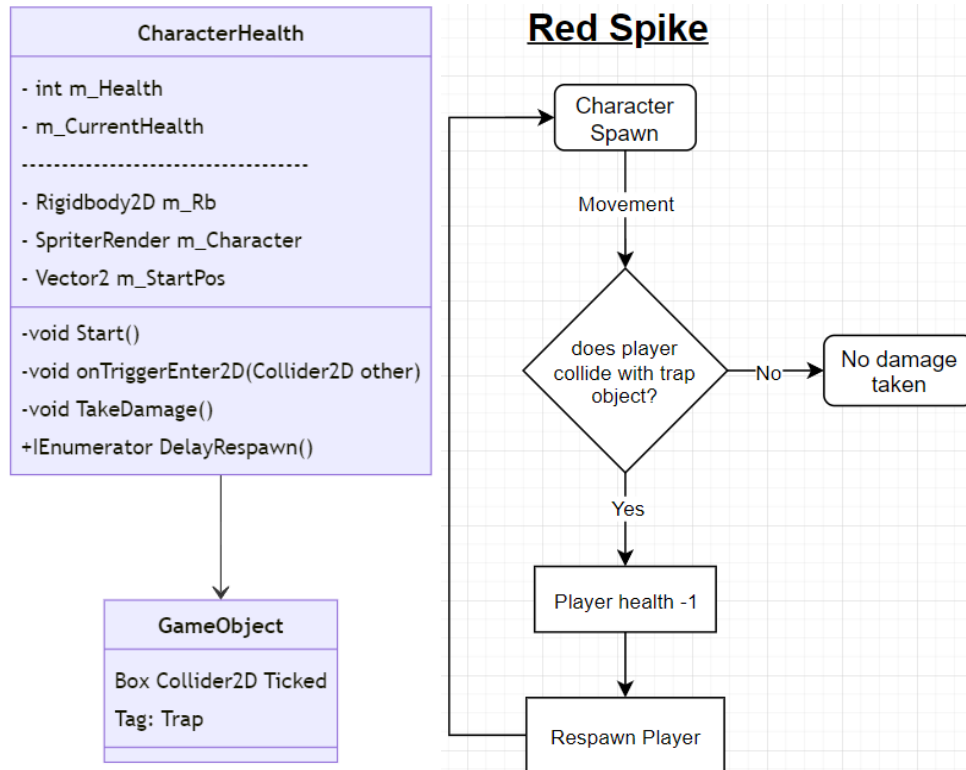 CharacterHealth
- int m_Health
- m_CurrentHealth
------------------------------------
- Rigidbody2D m_Rb
- SpriterRender m_Character
- Vector2 m_StartPos
-void Start()
-void onTriggerEnter2D(Collider2D other)
-void TakeDamage()
+IEnumerator DelayRespawn()
GameObject
Box Collider2D Ticked
Tag: Trap
Red Spike
Character
Spawn
Movement
does player
collide with trap
object?
No
No damage
taken
Yes
Player health -1
Respawn Player